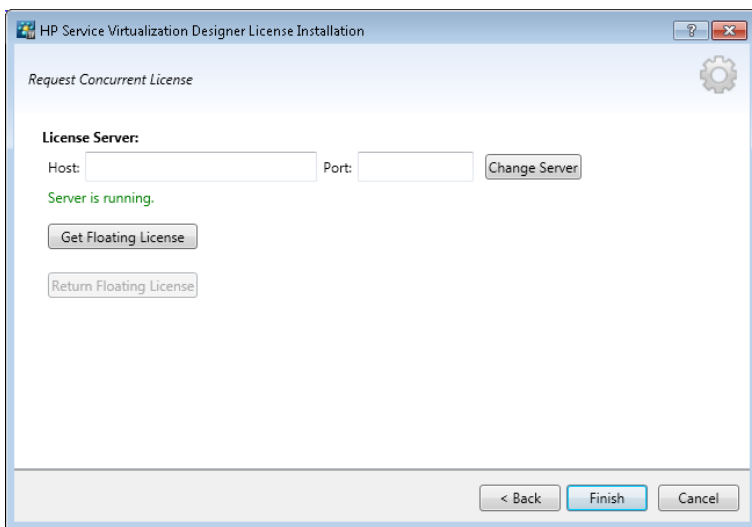 HP Service Virtualization Designer License Installation
Request Concurrent License
License Server:
Host: Port: Change Server
Server is running.
Get Floating License
Return Floating License
< Back Finish Cancel